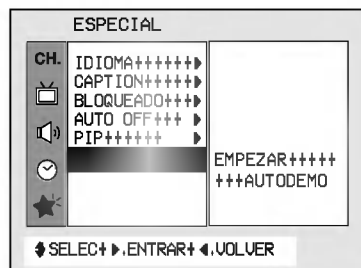 ESPECIAL
CH.
IDIOMA++++++▶
CAPTION+++++▶
BLOQUEADO+++▶
AUTO OFF+++ ▶
PIP++++++ ▶
EMPEZAR+++++
+++AUTODEMO
♦SELEC+ ▶.ENTRAR+ ◀.VOLVER